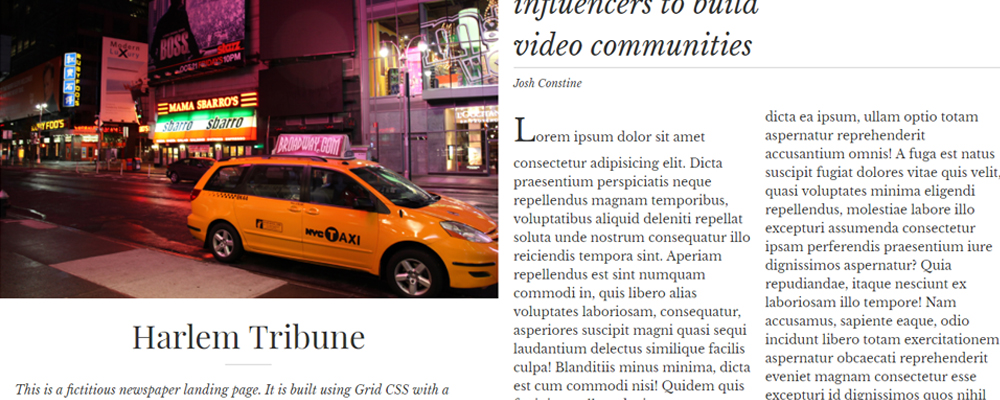 Modern
Luxury
BOSS
10PM
RUBYFOO'S
RUBY FOO'S
MAMA SBARRO'S
sbarro sbarro
BROADWAY.COM
NYC TAXI
Harlem Tribune
This is a fictitious newspaper landing page. It is built using Grid CSS with a
influencers to build
video communities
Josh Constine
Lorem ipsum dolor sit amet
consectetur adipisicing elit. Dicta
praesentium perspiciatis neque
repellendus magnam temporibus,
voluptatibus aliquid deleniti repellat
soluta unde nostrum consequatur illo
reiciendis tempora sint. Aperiam
repellendus est sint numquam
commodi in, quis libero alias
voluptates laboriosam, consequatur,
asperiores suscipit magni quasi sequi
laudantium delectus similique facilis
culpa! Blanditiis minus minima, dicta
est cum commodi nisi! Quidem quis
dicta ea ipsum, ullam optio totam
aspernatur reprehenderit
accusantium omnis! A fuga est natus
suscipit fugiat dolores vitae quis velit,
quasi voluptates minima eligendi
repellendus, molestiae labore illo
excepturi assumenda consectetur
ipsam perferendis praesentium iure
dignissimos aspernatur? Quia
repudiandae, itaque nesciunt ex
laboriosam illo tempore! Nam
accusamus, sapiente eaque, odio
incidunt libero totam exercitationem
aspernatur obcaecati reprehenderit
eveniet magnam consectetur esse
excepturi id dignissimos quos nihil